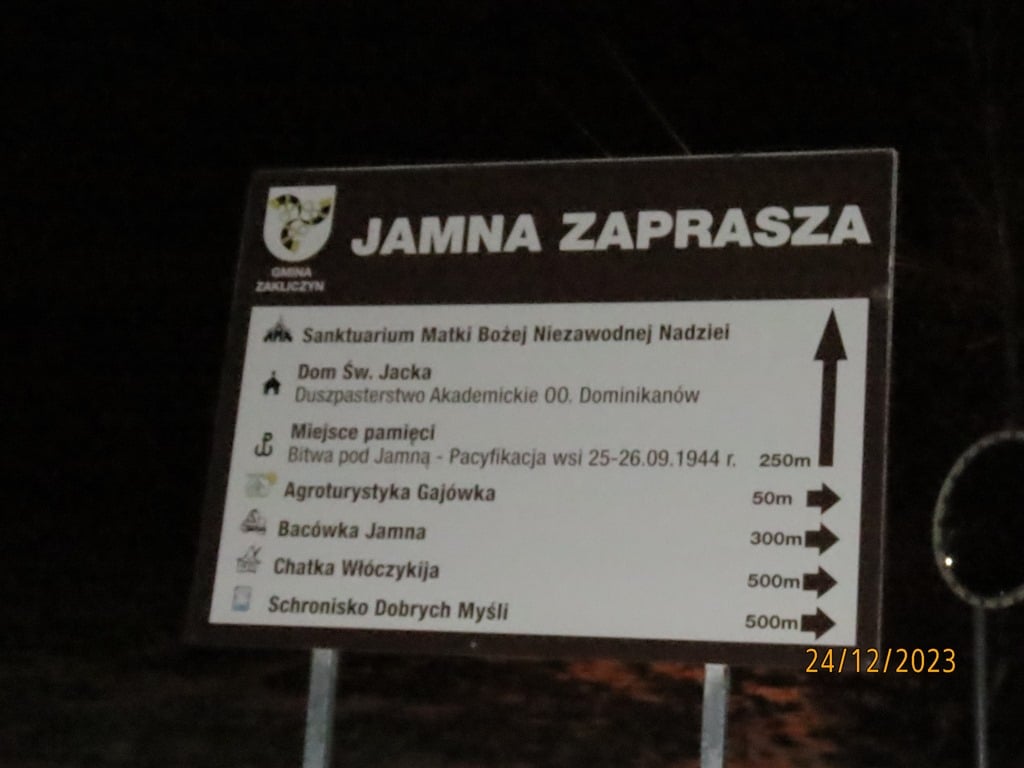 JAMNA ZAPRASZA
GMINA
ZAKLICZYN
Sanktuarium Matki Bożej Niezawodnej Nadziei
Dom Św. Jacka
Duszpasterstwo Akademickie OO. Dominikanów
Miejsce pamięci
Bitwa pod Jamną - Pacyfikacja wsi 25-26.09.1944 r. 250m
Agroturystyka Gajówka 50m
Bacówka Jamna 300m
Chatka Włóczykija 500m
Schronisko Dobrych Myśli 500m
24/12/2023